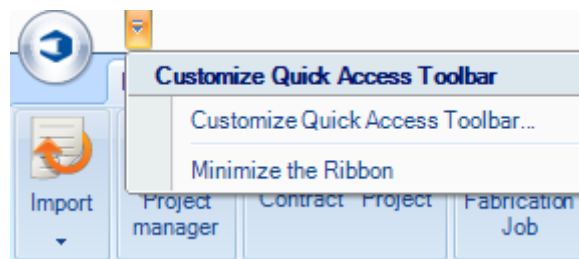 Customize Quick Access Toolbar
Customize Quick Access Toolbar...
Minimize the Ribbon
Import
Project
manager
Contract Project
Fabrication
Job